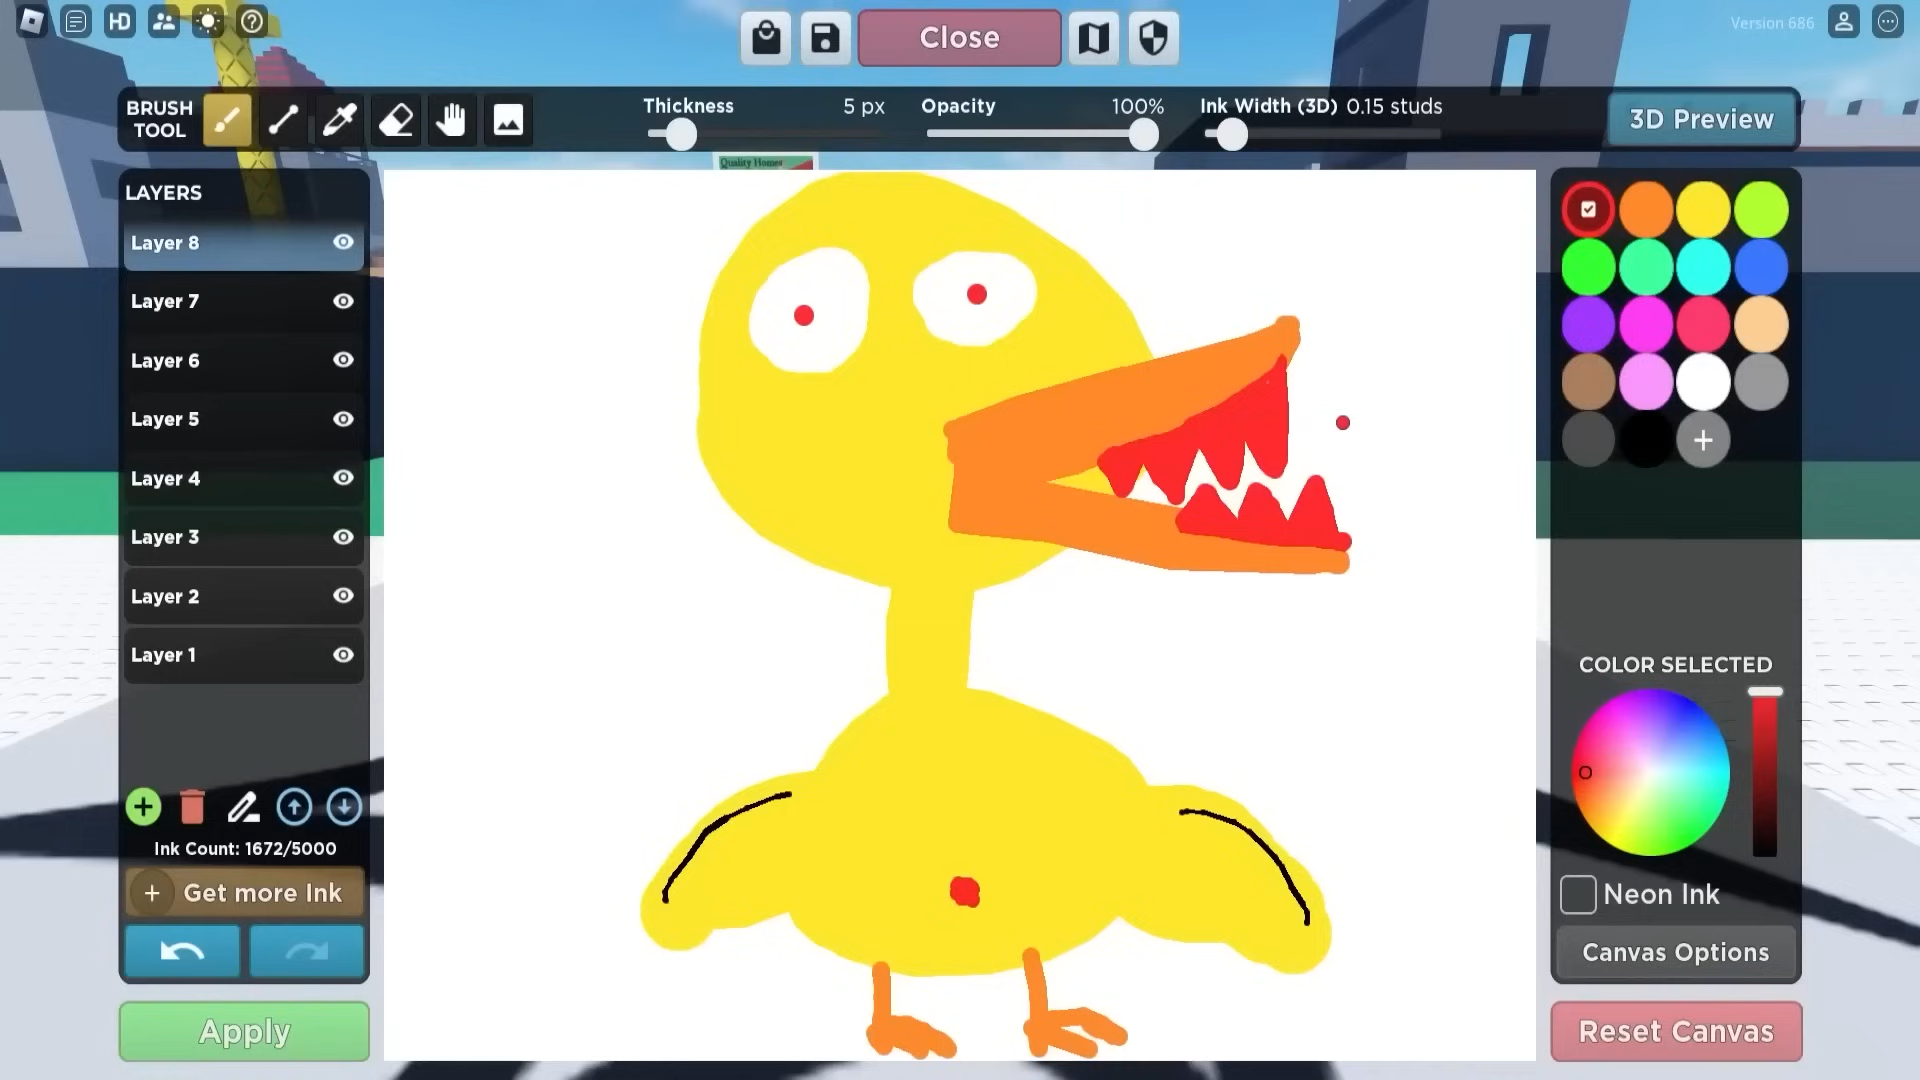 HD
Close
Version 686
BRUSH
TOOL
Thickness
5 px
Opacity
100%
Ink Width (3D) 0.15 studs
3D Preview
Quality Homes
LAYERS
Layer 8
Layer 7
Layer 6
Layer 5
Layer 4
Layer 3
Layer 2
Layer 1
COLOR SELECTED
Ink Count: 1672/5000
+ Get more Ink
Neon Ink
Canvas Options
Apply
Reset Canvas